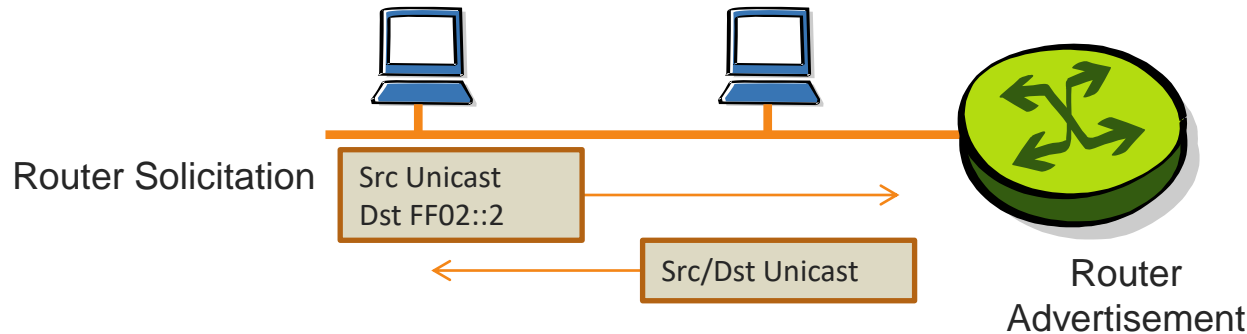 Router Solicitation
Src Unicast
Dst FF02::2
Src/Dst Unicast
Router
Advertisement